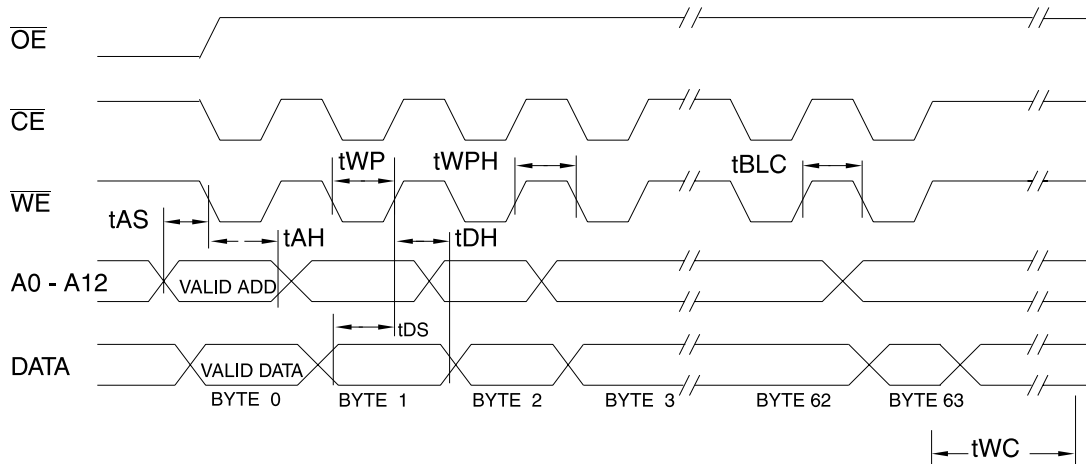 OE
CE
tWP tWPH tBLC
WE
tAS tAH tDH
A0 - A12 VALID ADD
tDS
DATA VALID DATA
BYTE 0 BYTE 1 BYTE 2 BYTE 3 BYTE 62 BYTE 63
tWC